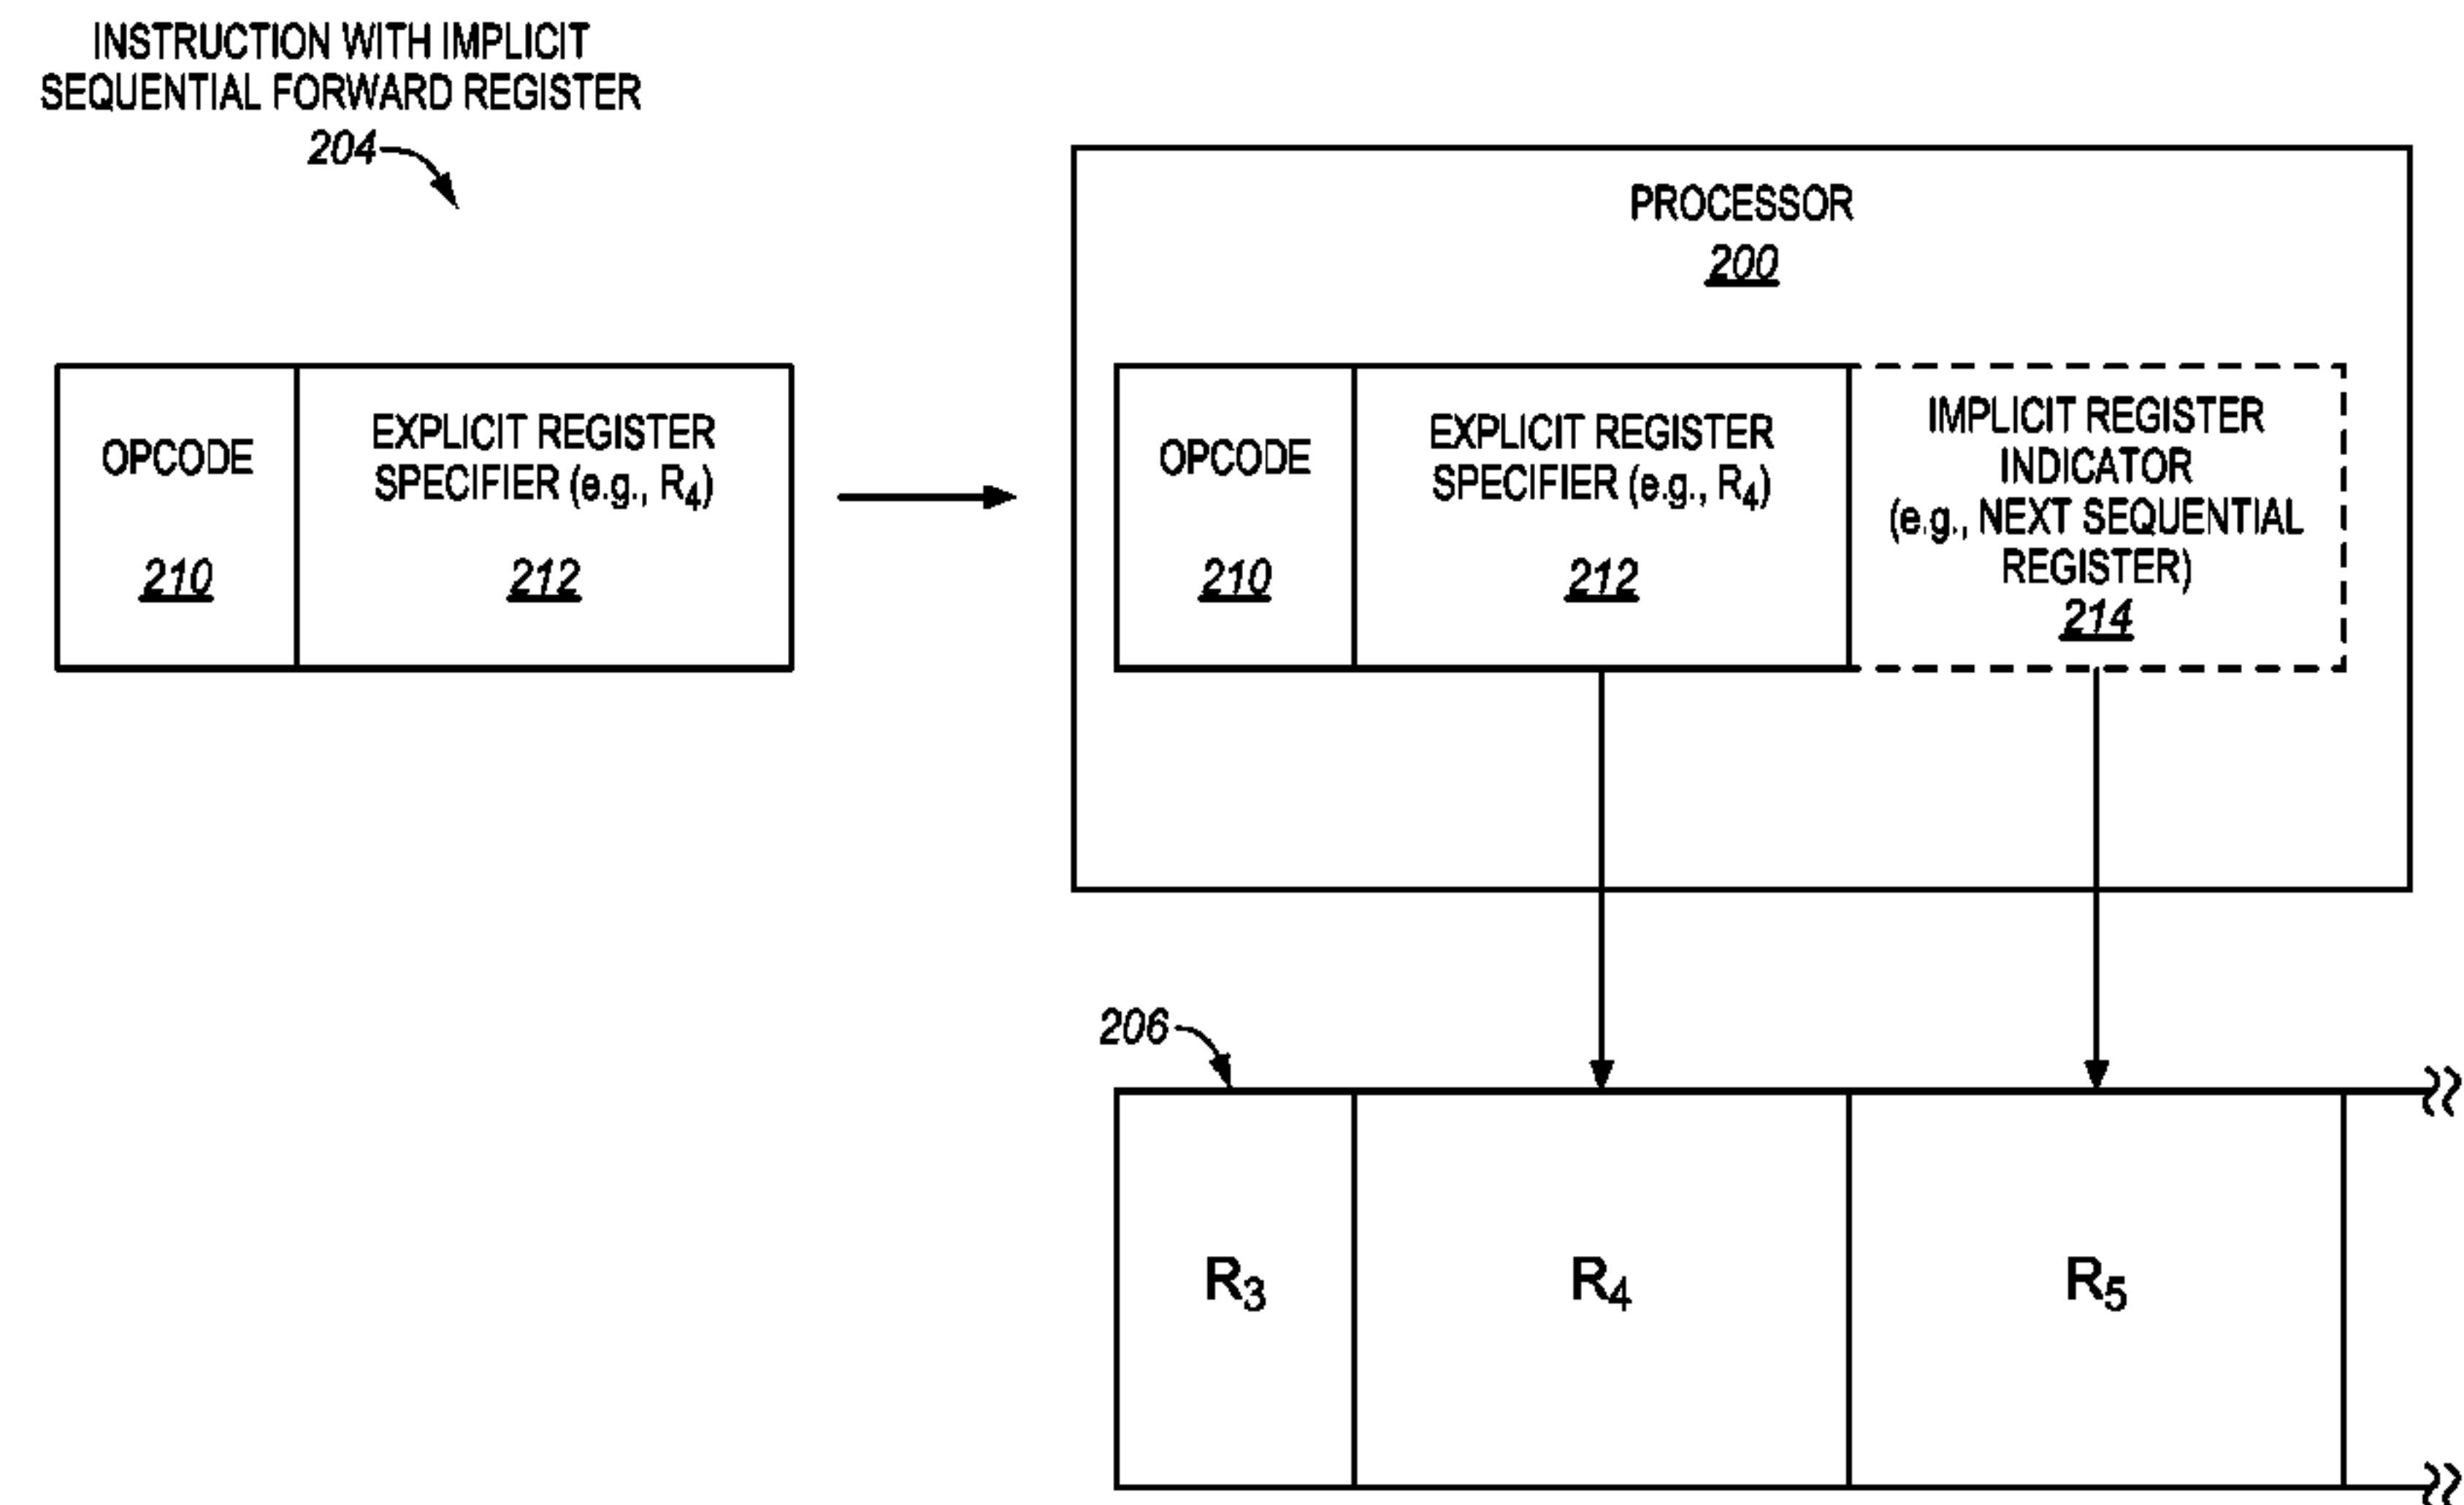 INSTRUCTION WITH IMPLICIT
SEQUENTIAL FORWARD REGISTER
204
PROCESSOR
200
OPCODE
210
EXPLICIT REGISTER
SPECIFIER (e.g., R4)
212
OPCODE
210
EXPLICIT REGISTER
SPECIFIER (e.g., R4)
212
IMPLICIT REGISTER
INDICATOR
(e.g., NEXT SEQUENTIAL
REGISTER)
214
206
R3
R4
R5